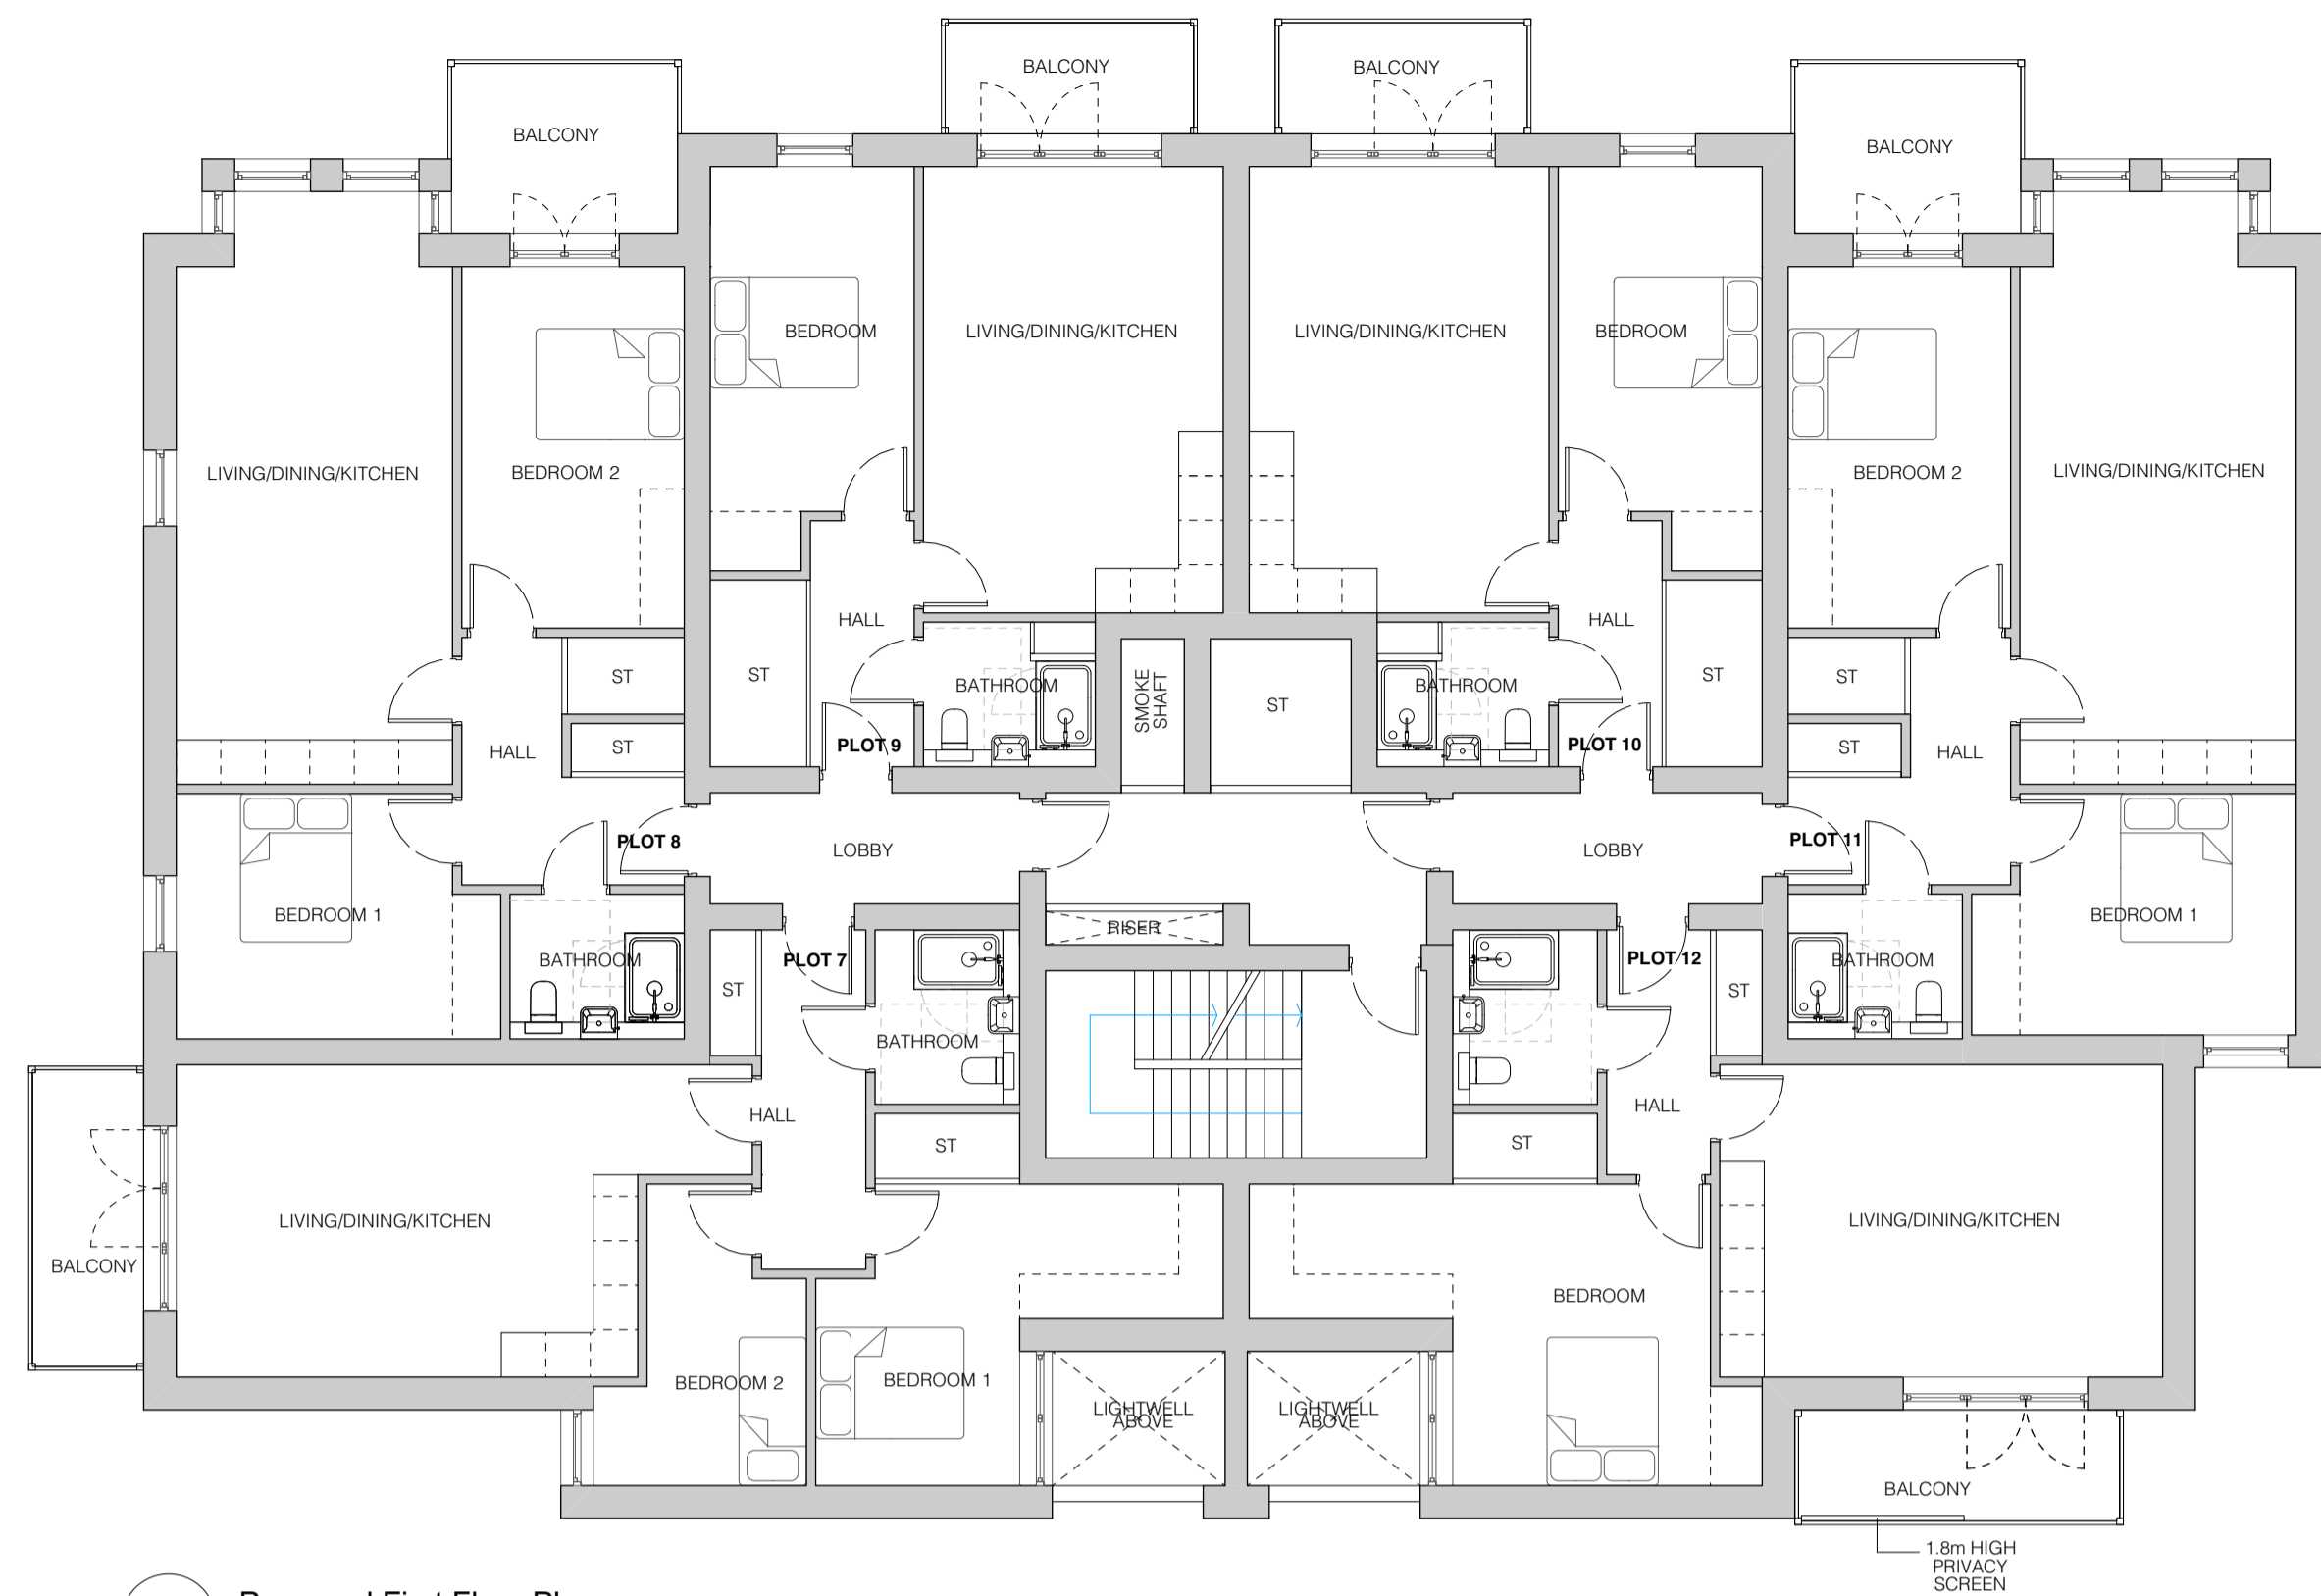 BALCONY
BALCONY
BALCONY
BALCONY
BEDROOM
LIVING/DINING/KITCHEN
LIVING/DINING/KITCHEN
BEDROOM
LIVING/DINING/KITCHEN
BEDROOM 2
BEDROOM 2
LIVING/DINING/KITCHEN
HALL
HALL
ST
ST
BATHROOM
SMOKE
SHAFT
ST
BATHROOM
ST
ST
HALL
ST
PLOT 9
PLOT 10
ST
HALL
PLOT 8
LOBBY
LOBBY
PLOT 11
BEDROOM 1
RISER
BEDROOM 1
BATHROOM
PLOT 7
PLOT 12
BATHROOM
ST
ST
BATHROOM
HALL
HALL
ST
ST
LIVING/DINING/KITCHEN
LIVING/DINING/KITCHEN
BALCONY
BEDROOM
BEDROOM 2
BEDROOM 1
LIGHTWELL
ABOVE
LIGHTWELL
ABOVE
BALCONY
1.8m HIGH
PRIVACY
SCREEN